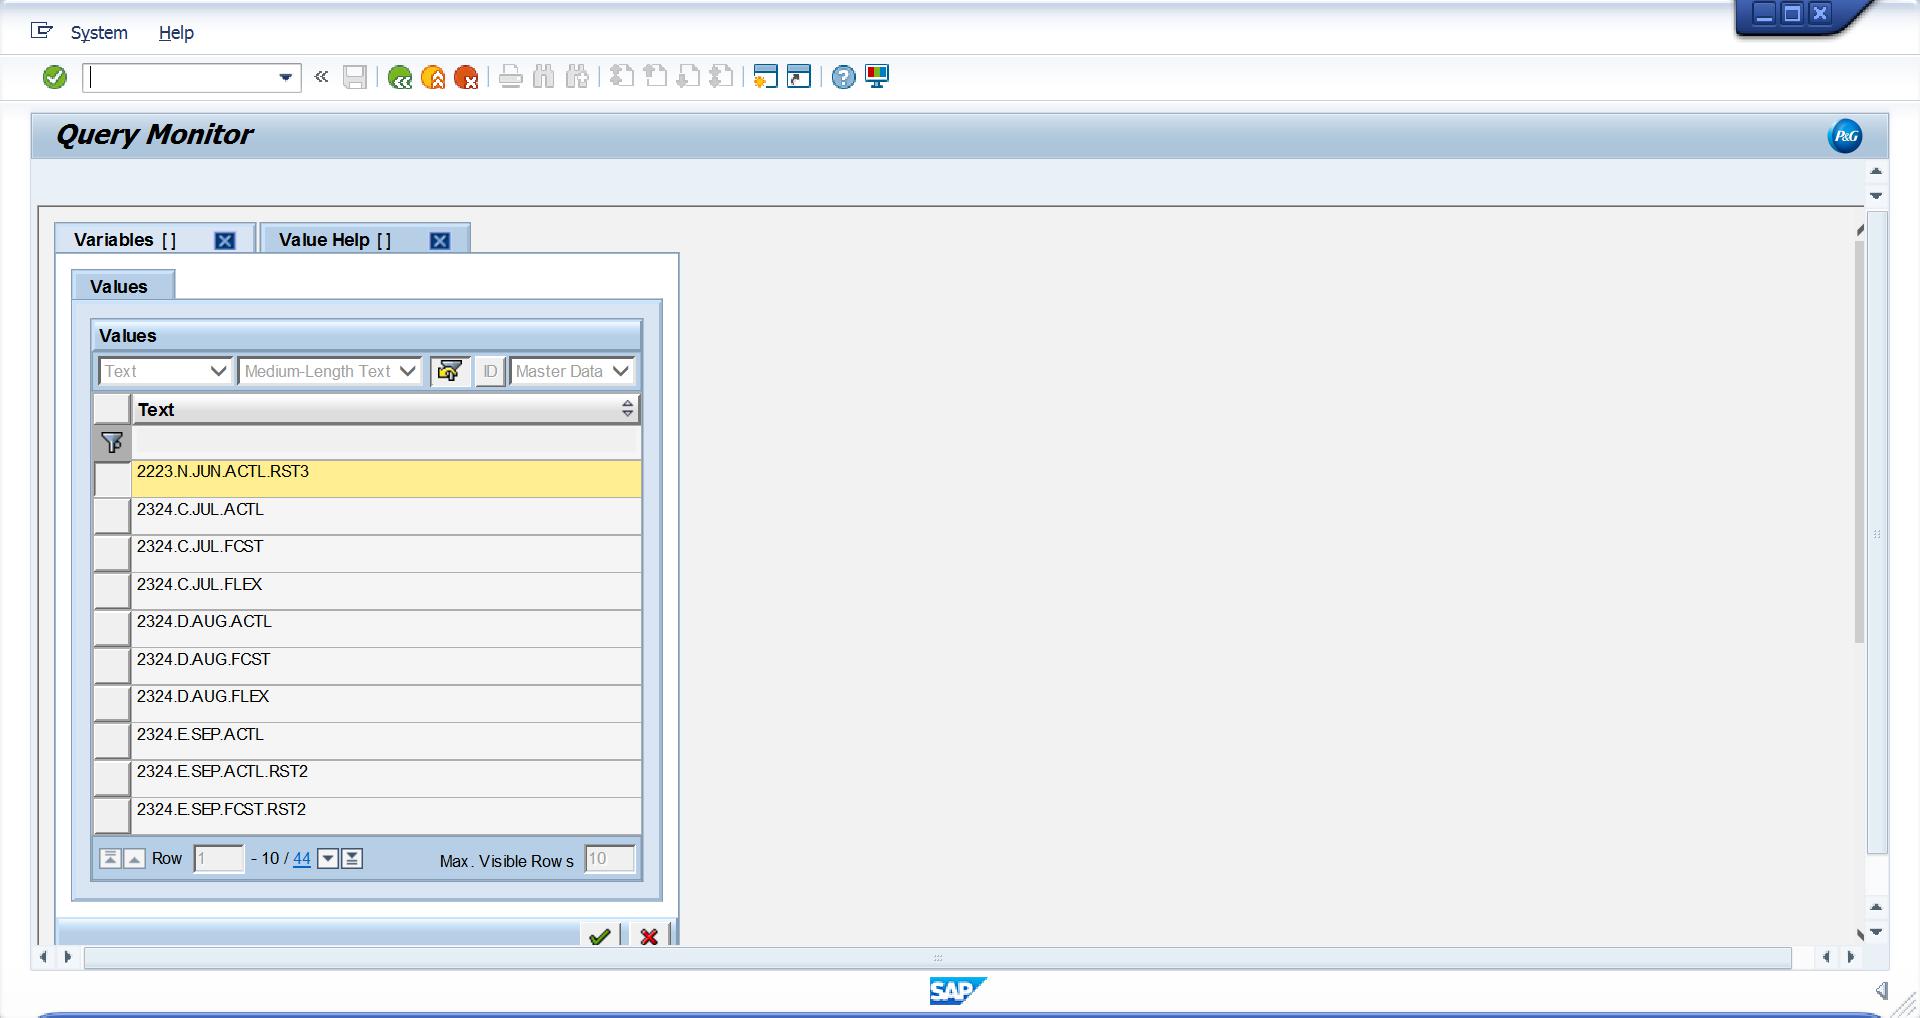 System Help
Query Monitor
P&G
Variables [ ] Value Help [ ]
Values
Values
Text Medium-Length Text ID Master Data
Text
2223.N.JUN.ACTL.RST3
2324.C.JUL.ACTL
2324.C.JUL.FCST
2324.C.JUL.FLEX
2324.D.AUG.ACTL
2324.D.AUG.FCST
2324.D.AUG.FLEX
2324.E.SEP.ACTL
2324.E.SEP.ACTL.RST2
2324.E.SEP.FCST.RST2
Row 1 - 10 / 44 Max. Visible Rows 10
SAP